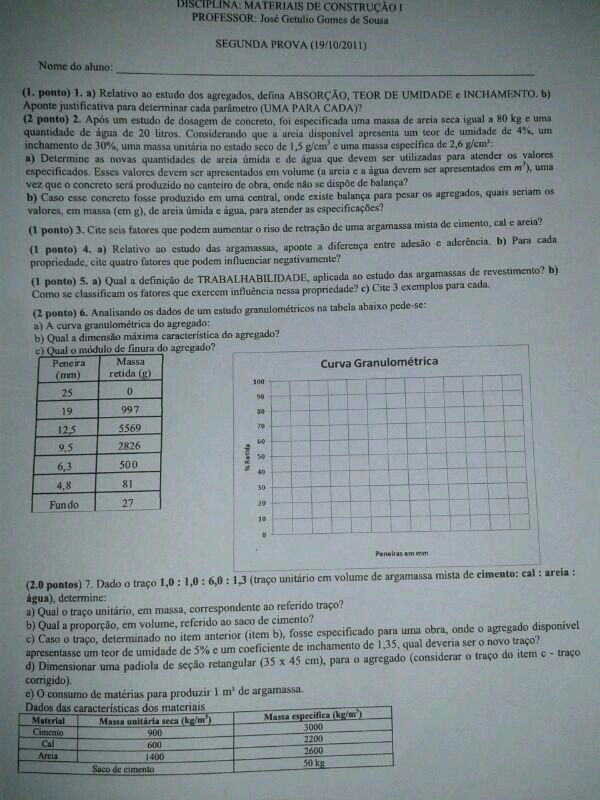 DISCIPLINA: MATERIAIS DE CONSTRUÇÃO I
PROFESSOR: José Getulio Gomes de Sousa
SEGUNDA PROVA (19/10/2011)
Nome do aluno:
(1. ponto) 1. a) Relativo ao estudo dos agregados, defina ABSORÇÃO, TEOR DE UMIDADE e INCHAMENTO. b)
Aponte justificativa para determinar cada parâmetro (UMA PARA CADA)?
(2 ponto) 2. Após um estudo de dosagem de concreto, foi especificada uma massa de areia seca igual a 80 kg e uma
quantidade de água de 20 litros. Considerando que a areia disponível apresenta um teor de umidade de 4%, um
inchamento de 30%, uma massa unitária no estado seco de 1,5 g/cm³ e uma massa específica de 2,6 g/cm³:
a) Determine as novas quantidades de areia úmida e de água que devem ser utilizadas para atender os valores
especificados. Esses valores devem ser apresentados em volume (a areia e a água devem ser apresentados em m³), uma
vez que o concreto será produzido no canteiro de obra, onde não se dispõe de balança?
b) Caso esse concreto fosse produzido em uma central, onde existe balança para pesar os agregados, quais seriam os
valores, em massa (em g), de areia úmida e água, para atender as especificações?
(1 ponto) 3. Cite seis fatores que podem aumentar o risco de retração de uma argamassa mista de cimento, cal e areia?
(1 ponto) 4. a) Relativo ao estudo das argamassas, aponte a diferença entre adesão e aderência. b) Para cada
propriedade, cite quatro fatores que podem influenciar negativamente?
(1 ponto) 5. a) Qual a definição de TRABALHABILIDADE, aplicada ao estudo das argamassas de revestimento? b)
Como se classificam os fatores que exercem influência nessa propriedade? c) Cite 3 exemplos para cada.
(2 ponto) 6. Analisando os dados de um estudo granulométricos na tabela abaixo pede-se:
a) A curva granulométrica do agregado:
b) Qual a dimensão máxima característica do agregado?
c) Qual o módulo de finura do agregado?
Peneira (mm) Massa retida (g)
25 0
19 997
12,5 5569
9,5 2826
6,3 500
4,8 81
Fundo 27
Curva Granulométrica
% Retida
100
90
80
70
60
50
40
30
20
10
0
Peneiras em mm
(2.0 pontos) 7. Dado o traço 1,0 : 1,0 : 6,0 : 1,3 (traço unitário em volume de argamassa mista de cimento: cal : areia :
água), determine:
a) Qual o traço unitário, em massa, correspondente ao referido traço?
b) Qual a proporção, em volume, referido ao saco de cimento?
c) Caso o traço, determinado no item anterior (item b), fosse especificado para uma obra, onde o agregado disponível
apresentasse um teor de umidade de 5% e um coeficiente de inchamento de 1,35, qual deveria ser o novo traço?
d) Dimensionar uma padiola de seção retangular (35 x 45 cm), para o agregado (considerar o traço do item c - traço
corrigido).
e) O consumo de matérias para produzir 1 m³ de argamassa.
Dados das características dos materiais
Material Massa unitária seca (kg/m³) Massa específica (kg/m³)
Cimento 900 3000
Cal 600 2200
Areia 1400 2600
Saco de cimento 50 kg